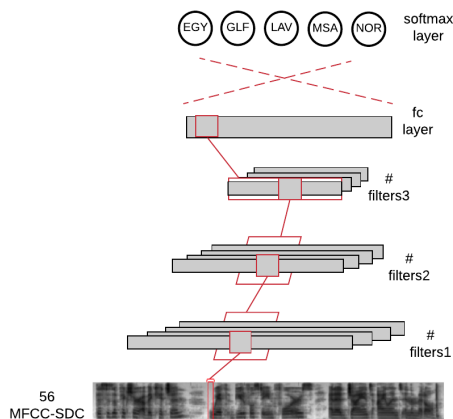 EGY GLF LAV MSA NOR
softmax
layer
fc
layer
#
filters3
#
filters2
#
filters1
56
MFCC-SDC